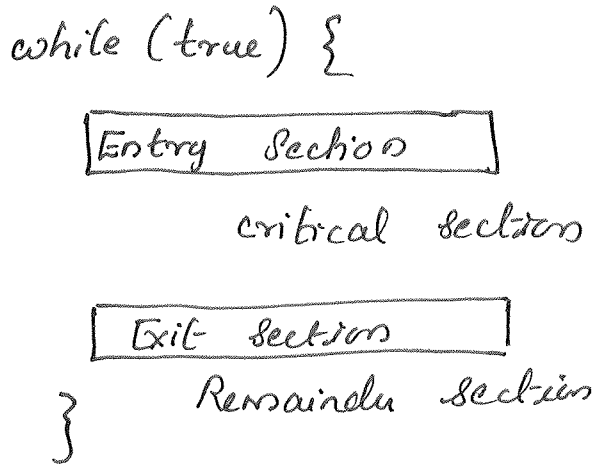 while (true) {
Entry Section
critical section
Exit section
Remainder section
}